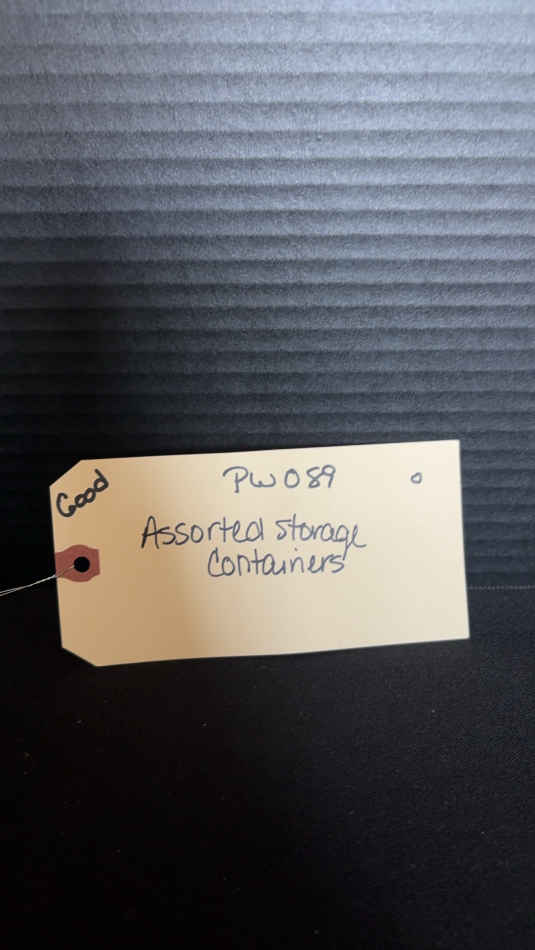 Good
PW089 o
Assorted Storage
Containers